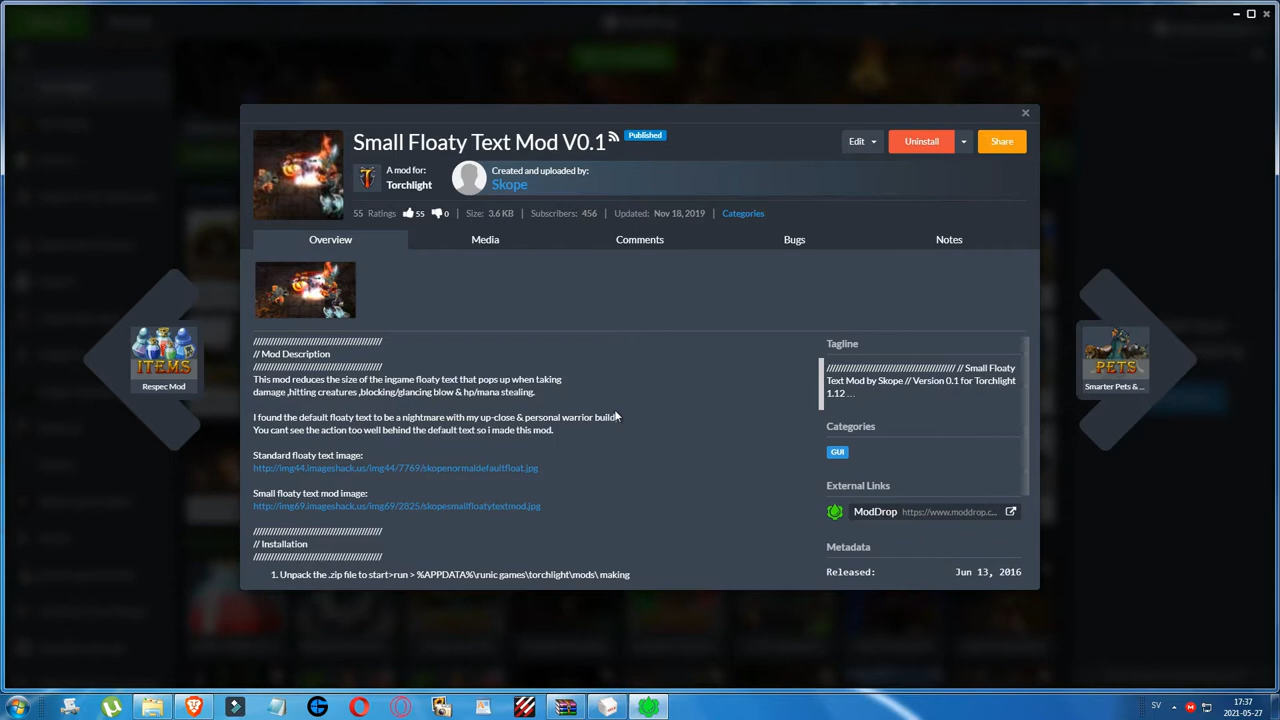 Small Floaty Text Mod V0.1
Published
Edit
Uninstall
Share
A mod for:
Torchlight
Created and uploaded by:
Skope
55 Ratings 55 0 | Size: 3.6 KB | Subscribers: 456 | Updated: Nov 18, 2019 | Categories
Overview
Media
Comments
Bugs
Notes
////////////////////////////////////////////
// Mod Description
////////////////////////////////////////////
This mod reduces the size of the ingame floaty text that pops up when taking
damage ,hitting creatures ,blocking/glancing blow & hp/mana stealing.
I found the default floaty text to be a nightmare with my up-close & personal warrior build,
You cant see the action too well behind the default text so i made this mod.
Standard floaty text image:
http://img44.imageshack.us/img44/7769/skopenormaldefaultfloat.jpg
Small floaty text mod image:
http://img69.imageshack.us/img69/2825/skopesmallfloatytextmod.jpg
////////////////////////////////////////////
// Installation
////////////////////////////////////////////
1. Unpack the .zip file to start>run > %APPDATA%\runic games\torchlight\mods\ making
Tagline
//////////////////////////////////////////// // Small Floaty
Text Mod by Skope // Version 0.1 for Torchlight
1.12 ...
Categories
GUI
External Links
ModDrop https://www.moddrop.c...
Metadata
Released: Jun 13, 2016
ITEMS
Respec Mod
PETS
Smarter Pets & ...
SV
17:37
2021-05-27